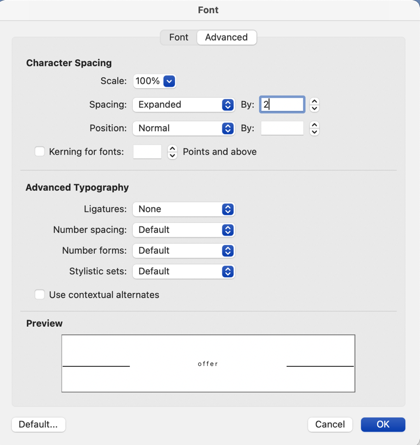 Font
Font Advanced
Character Spacing
Scale: 100%
Spacing: Expanded By: 2
Position: Normal By:
Kerning for fonts: Points and above
Advanced Typography
Ligatures: None
Number spacing: Default
Number forms: Default
Stylistic sets: Default
Use contextual alternates
Preview
offer
Default... Cancel OK